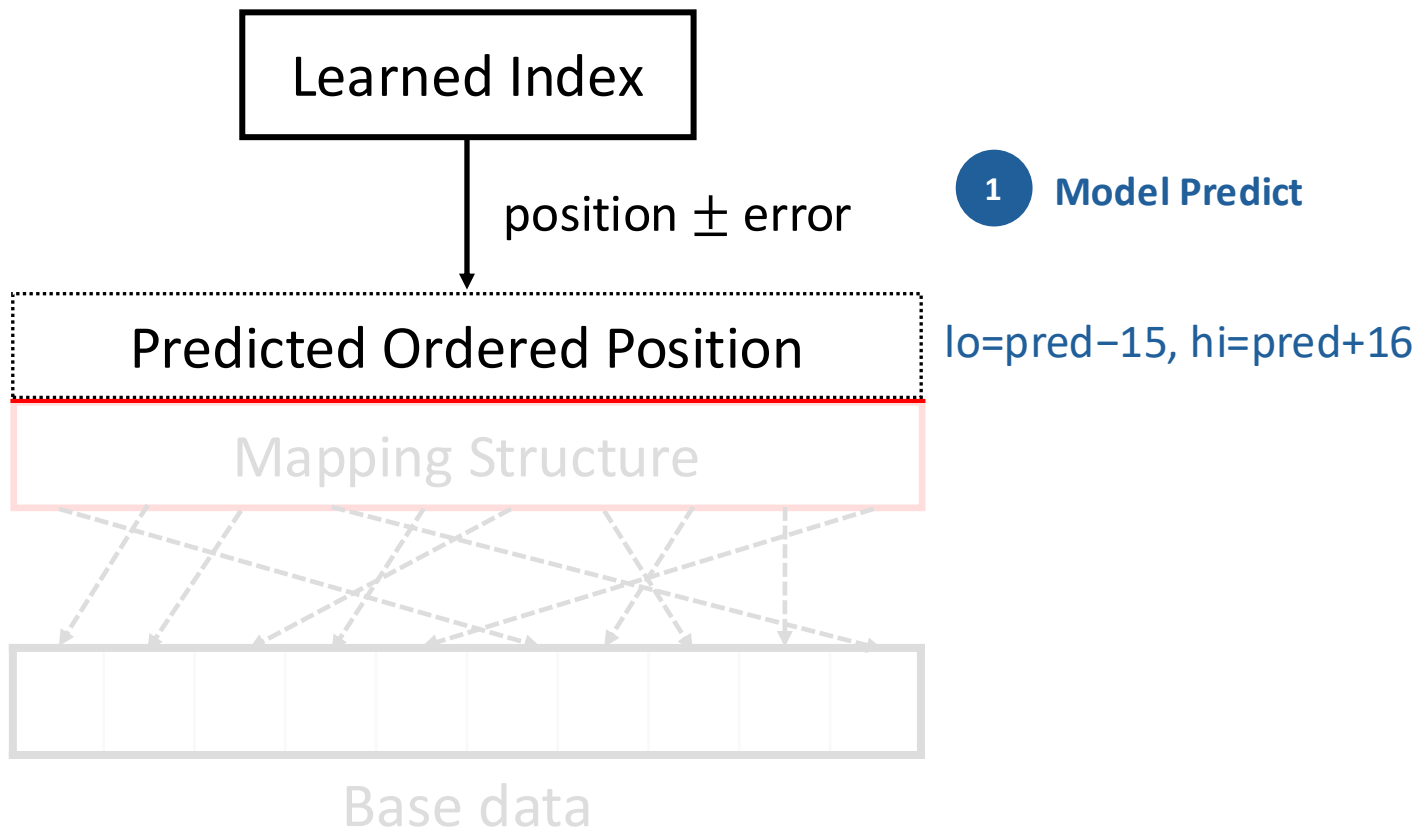 Learned Index
position ± error
1 Model Predict
Predicted Ordered Position
lo=pred−15, hi=pred+16
Mapping Structure
Base data